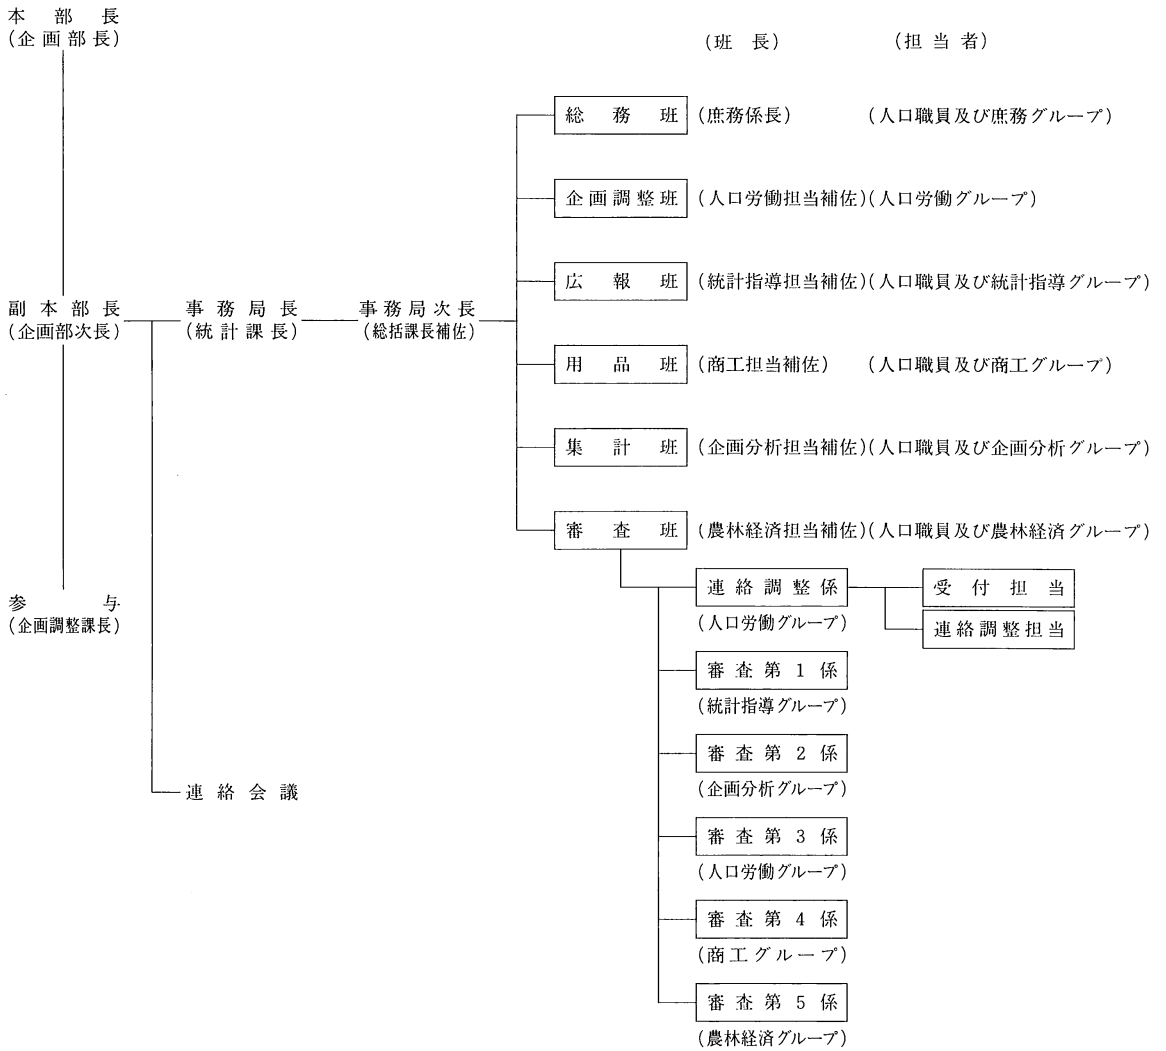 本部長
(企画部長)
(班長) (担当者)
総務班 (庶務係長) (人口職員及び庶務グループ)
企画調整班 (人口労働担当補佐)(人口労働グループ)
広報班 (統計指導担当補佐)(人口職員及び統計指導グループ)
副本部長 事務局長 事務局次長
(企画部次長) (統計課長) (総括課長補佐)
用品班 (商工担当補佐) (人口職員及び商工グループ)
集計班 (企画分析担当補佐)(人口職員及び企画分析グループ)
審査班 (農林経済担当補佐)(人口職員及び農林経済グループ)
参与
(企画調整課長)
連絡調整係 受付担当
(人口労働グループ) 連絡調整担当
審査第1係
(統計指導グループ)
審査第2係
(企画分析グループ)
連絡会議
審査第3係
(人口労働グループ)
審査第4係
(商工グループ)
審査第5係
(農林経済グループ)